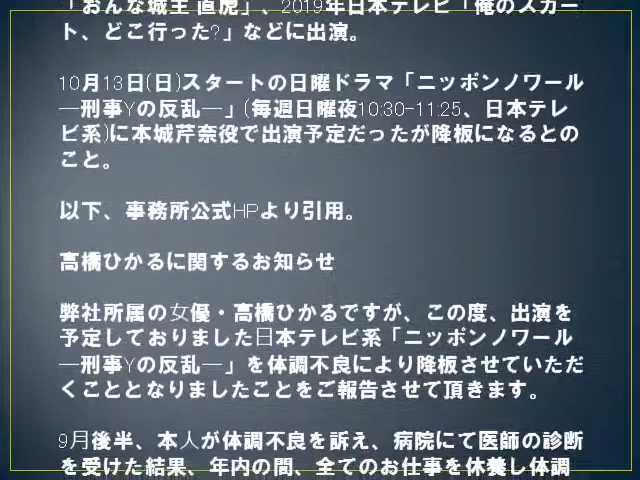 「おんな城主 直虎」、2019年日本テレビ「俺のスカー
ト、どこ行った?」などに出演。
10月13日(日)スタートの日曜ドラマ「ニッポンノワール
―刑事Yの反乱―」(毎週日曜夜10:30-11:25、日本テレ
ビ系)に本城芹奈役で出演予定だったが降板になるとの
こと。
以下、事務所公式HPより引用。
高橋ひかるに関するお知らせ
弊社所属の女優・高橋ひかるですが、この度、出演を
予定しておりました日本テレビ系「ニッポンノワール
―刑事Yの反乱―」を体調不良により降板させていただ
くこととなりましたことをご報告させて頂きます。
9月後半、本人が体調不良を訴え、病院にて医師の診断
を受けた結果、年内の間、全てのお仕事を休養し体調